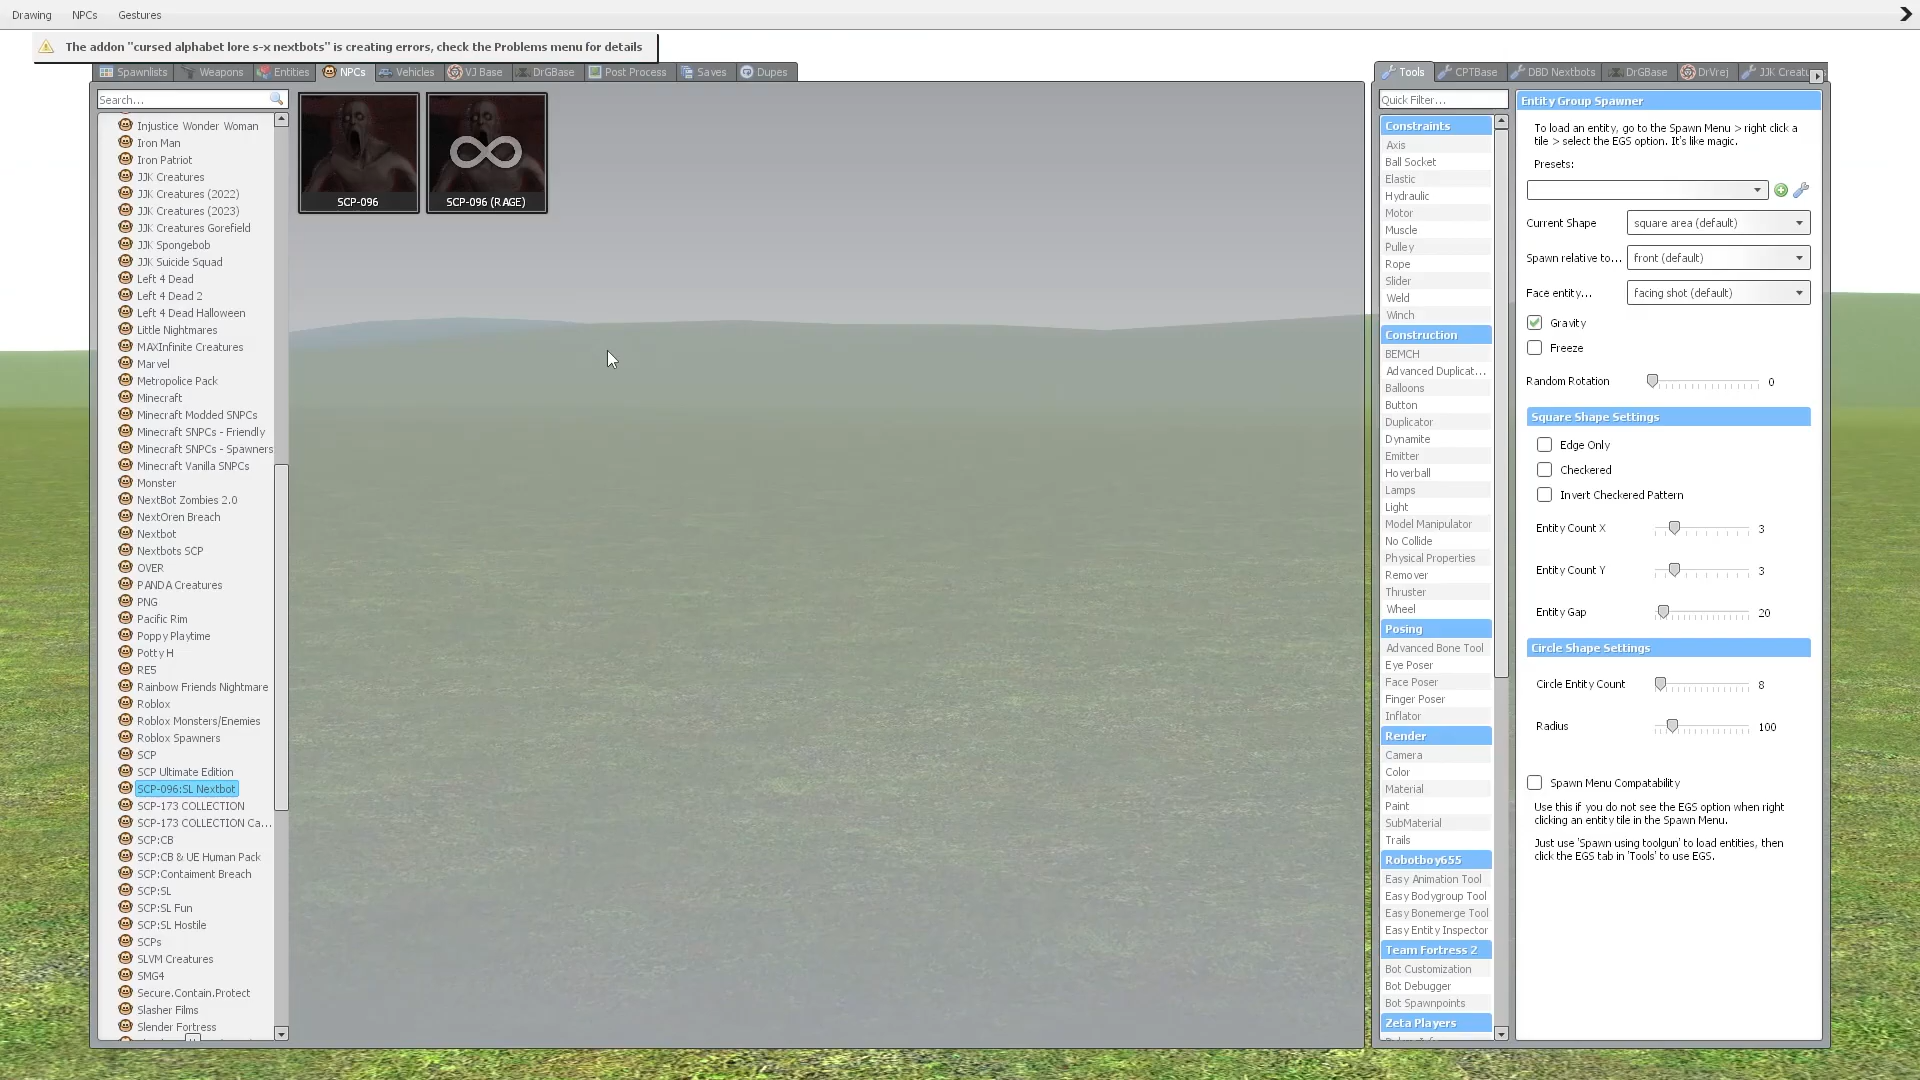 Drawing NPCs Gestures
The addon "cursed alphabet lore s-x nextbots" is creating errors, check the Problems menu for details
Spawnlists Weapons Entities NPCs Vehicles VJ Base DrGBase Post Process Saves Dupes
Search...
Injustice Wonder Woman
Iron Man
Iron Patriot
JJK Creatures
JJK Creatures (2022)
JJK Creatures (2023)
JJK Creatures Gorefield
JJK Spongebob
JJK Suicide Squad
Left 4 Dead
Left 4 Dead 2
Left 4 Dead Halloween
Little Nightmares
MAXInfinite Creatures
Marvel
Metropolice Pack
Minecraft
Minecraft Modded SNPCs
Minecraft SNPCs - Friendly
Minecraft SNPCs - Spawners
Minecraft Vanilla SNPCs
Monster
NextBot Zombies 2.0
NextOren Breach
Nextbot
Nextbots SCP
OVER
PANDA Creatures
PNG
Pacific Rim
Poppy Playtime
Potty H
RE5
Rainbow Friends Nightmare
Roblox
Roblox Monsters/Enemies
Roblox Spawners
SCP
SCP Ultimate Edition
SCP-096:SL Nextbot
SCP-173 COLLECTION
SCP-173 COLLECTION Ca...
SCP:CB
SCP:CB & UE Human Pack
SCP:Contaiment Breach
SCP:SL
SCP:SL Fun
SCP:SL Hostile
SCPs
SLVM Creatures
SMG4
Secure.Contain.Protect
Slasher Films
Slender Fortress
SCP-096
SCP-096 (RAGE)
Tools CPTBase DBD Nextbots DrGBase DrVrej JJK Creatu
Quick Filter...
Constraints
Axis
Ball Socket
Elastic
Hydraulic
Motor
Muscle
Pulley
Rope
Slider
Weld
Winch
Construction
BEMCH
Advanced Duplicat...
Balloons
Button
Duplicator
Dynamite
Emitter
Hoverball
Lamps
Light
Model Manipulator
No Collide
Physical Properties
Remover
Thruster
Wheel
Posing
Advanced Bone Tool
Eye Poser
Face Poser
Finger Poser
Inflator
Render
Camera
Color
Material
Paint
SubMaterial
Trails
Robotboy655
Easy Animation Tool
Easy Bodygroup Tool
Easy Bonemerge Tool
Easy Entity Inspector
Team Fortress 2
Bot Customization
Bot Debugger
Bot Spawnpoints
Zeta Players
Entity Group Spawner
To load an entity, go to the Spawn Menu > right click a
tile > select the EGS option. It's like magic.
Presets:
Current Shape square area (default)
Spawn relative to... front (default)
Face entity... facing shot (default)
Gravity
Freeze
Random Rotation 0
Square Shape Settings
Edge Only
Checkered
Invert Checkered Pattern
Entity Count X 3
Entity Count Y 3
Entity Gap 20
Circle Shape Settings
Circle Entity Count 8
Radius 100
Spawn Menu Compatability
Use this if you do not see the EGS option when right
clicking an entity tile in the Spawn Menu.
Just use 'Spawn using toolgun' to load entities, then
click the EGS tab in 'Tools' to use EGS.